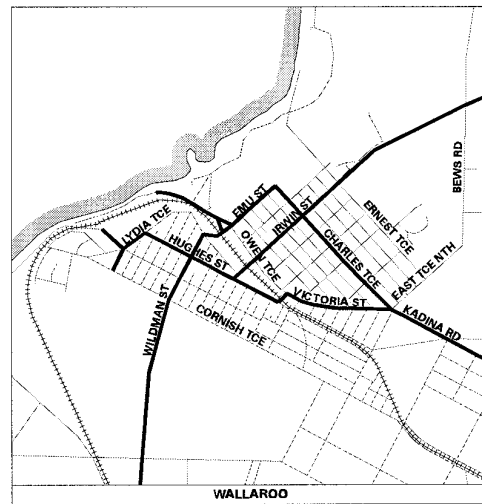 BEWS RD
EMU ST
IRWIN ST
ERNEST TCE
LYDIA TCE
OWEN TCE
CHARLES TCE
HUGHES ST
EAST TCE NTH
VICTORIA ST
KADINA RD
WILDMAN ST
CORNISH TCE
WALLAROO